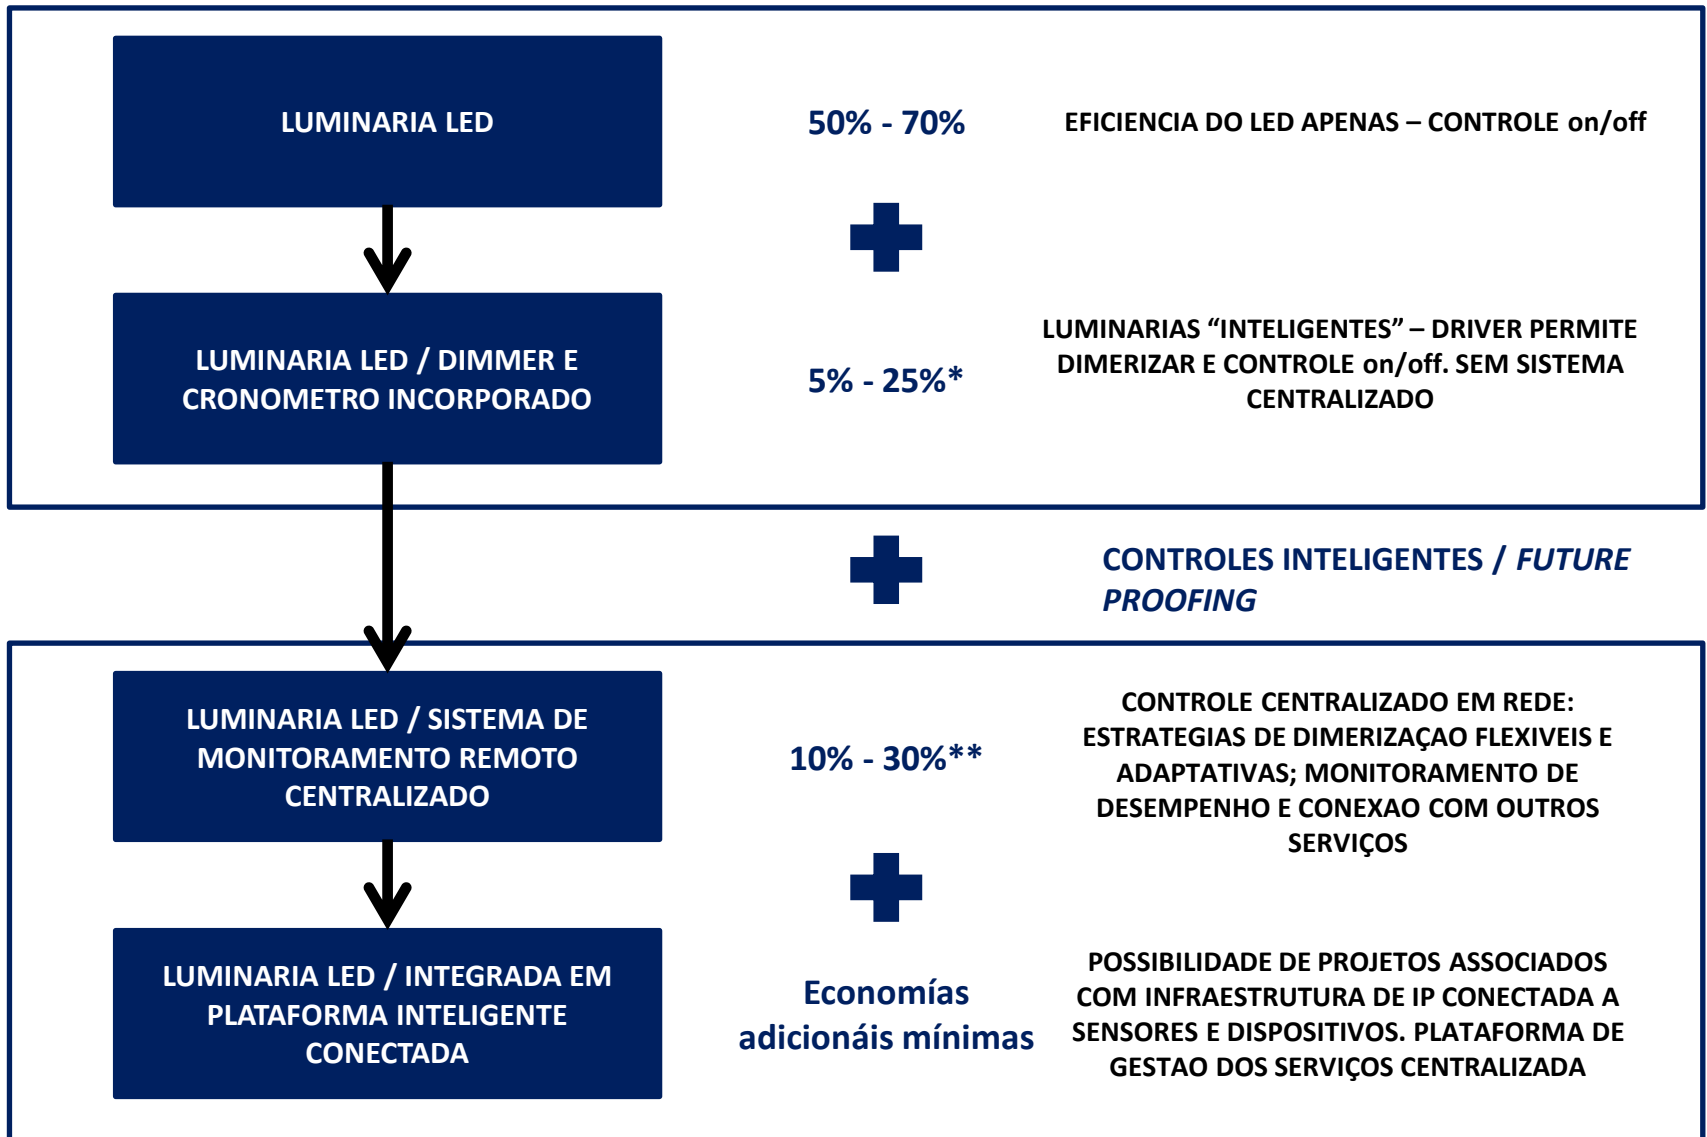 LUMINARIA LED
50% - 70%
EFICIENCIA DO LED APENAS – CONTROLE on/off
LUMINARIA LED / DIMMER E
CRONOMETRO INCORPORADO
5% - 25%*
LUMINARIAS “INTELIGENTES” – DRIVER PERMITE
DIMERIZAR E CONTROLE on/off. SEM SISTEMA
CENTRALIZADO
CONTROLES INTELIGENTES / FUTURE
PROOFING
LUMINARIA LED / SISTEMA DE
MONITORAMENTO REMOTO
CENTRALIZADO
10% - 30%**
CONTROLE CENTRALIZADO EM REDE:
ESTRATEGIAS DE DIMERIZAÇAO FLEXIVEIS E
ADAPTATIVAS; MONITORAMENTO DE
DESEMPENHO E CONEXAO COM OUTROS
SERVIÇOS
LUMINARIA LED / INTEGRADA EM
PLATAFORMA INTELIGENTE
CONECTADA
Economías
adicionáis mínimas
POSSIBILIDADE DE PROJETOS ASSOCIADOS
COM INFRAESTRUTURA DE IP CONECTADA A
SENSORES E DISPOSITIVOS. PLATAFORMA DE
GESTAO DOS SERVIÇOS CENTRALIZADA